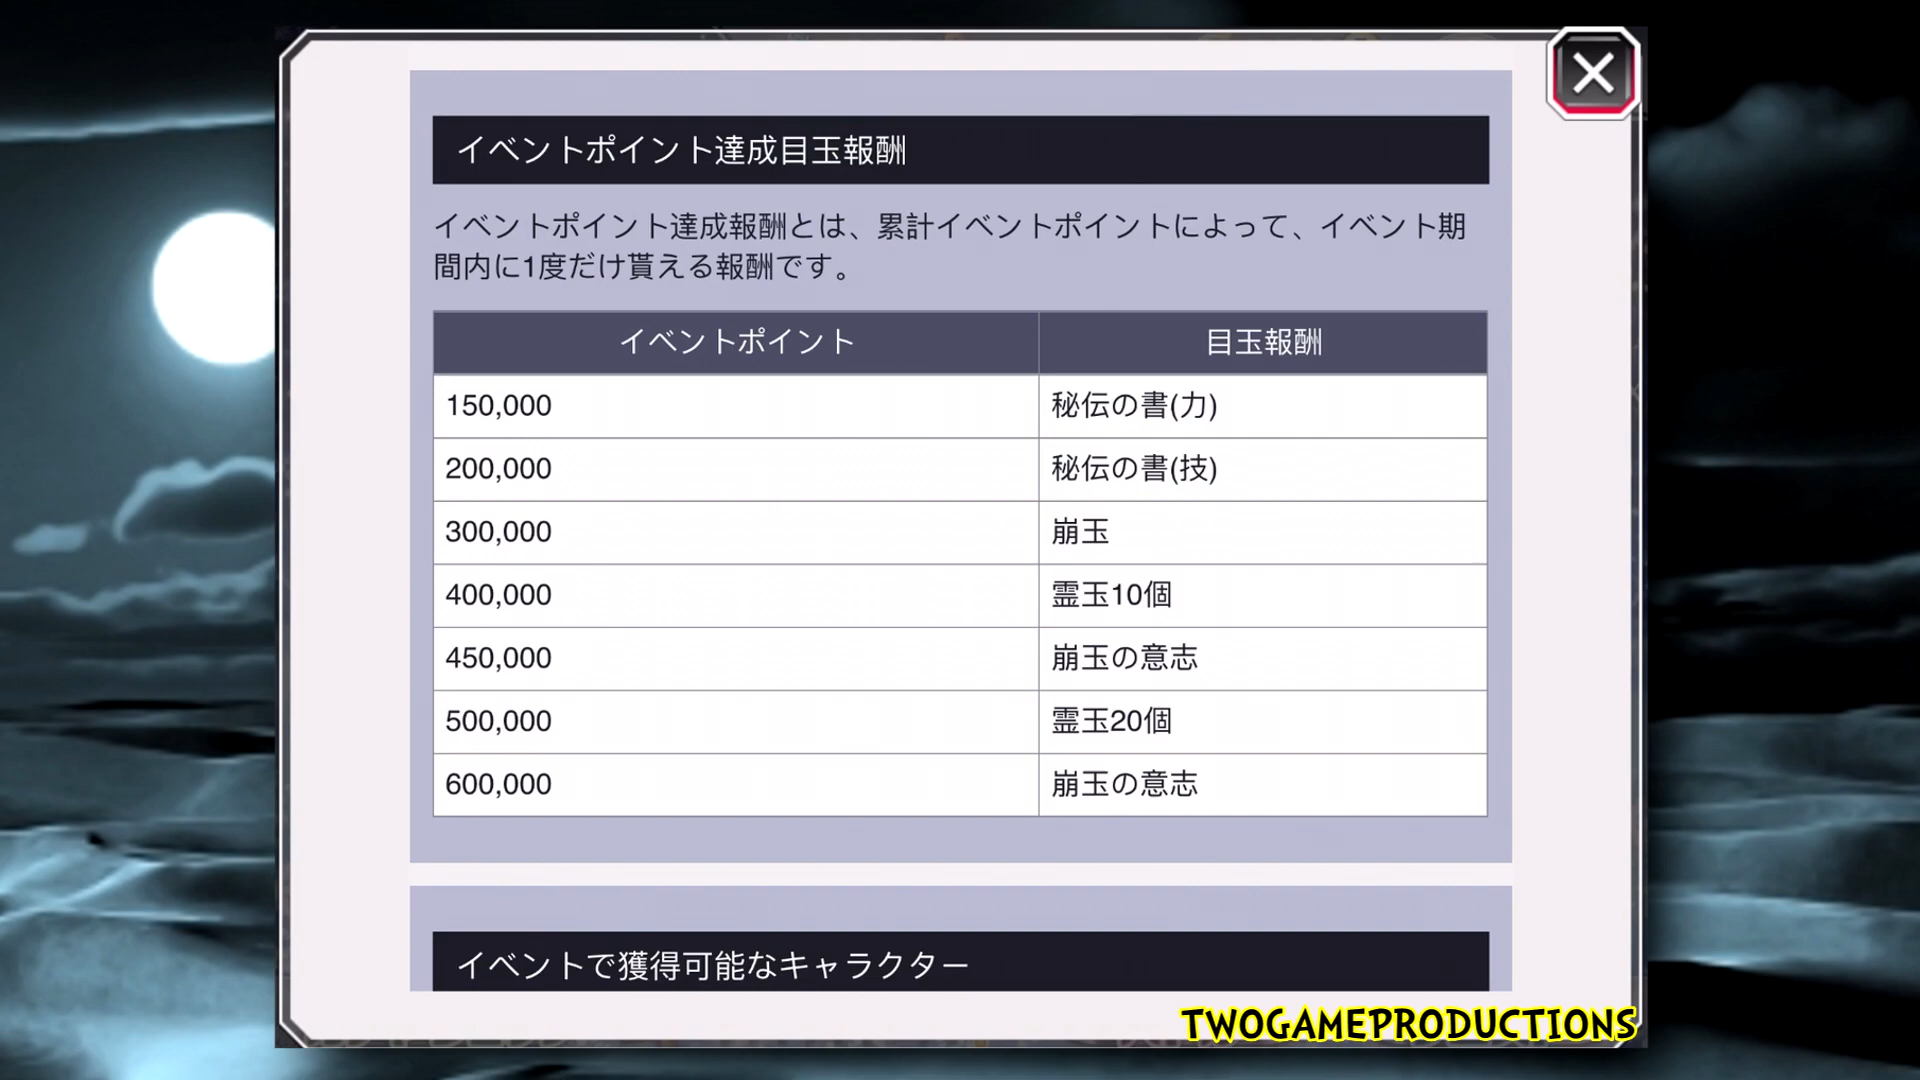 イベントポイント達成目玉報酬
イベントポイント達成報酬とは、累計イベントポイントによって、イベント期
間内に1度だけ貰える報酬です。
イベントポイント 目玉報酬
150,000 秘伝の書(力)
200,000 秘伝の書(技)
300,000 崩玉
400,000 霊玉10個
450,000 崩玉の意志
500,000 霊玉20個
600,000 崩玉の意志
イベントで獲得可能なキャラクター
TWOGAMEPRODUCTIONS